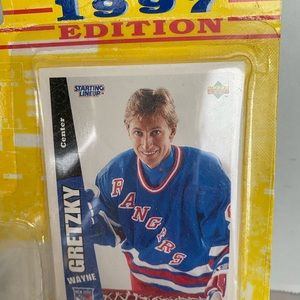 1997
EDITION
STARTING
LINEUP
Center
GRETZKY
WAYNE
RANGERS